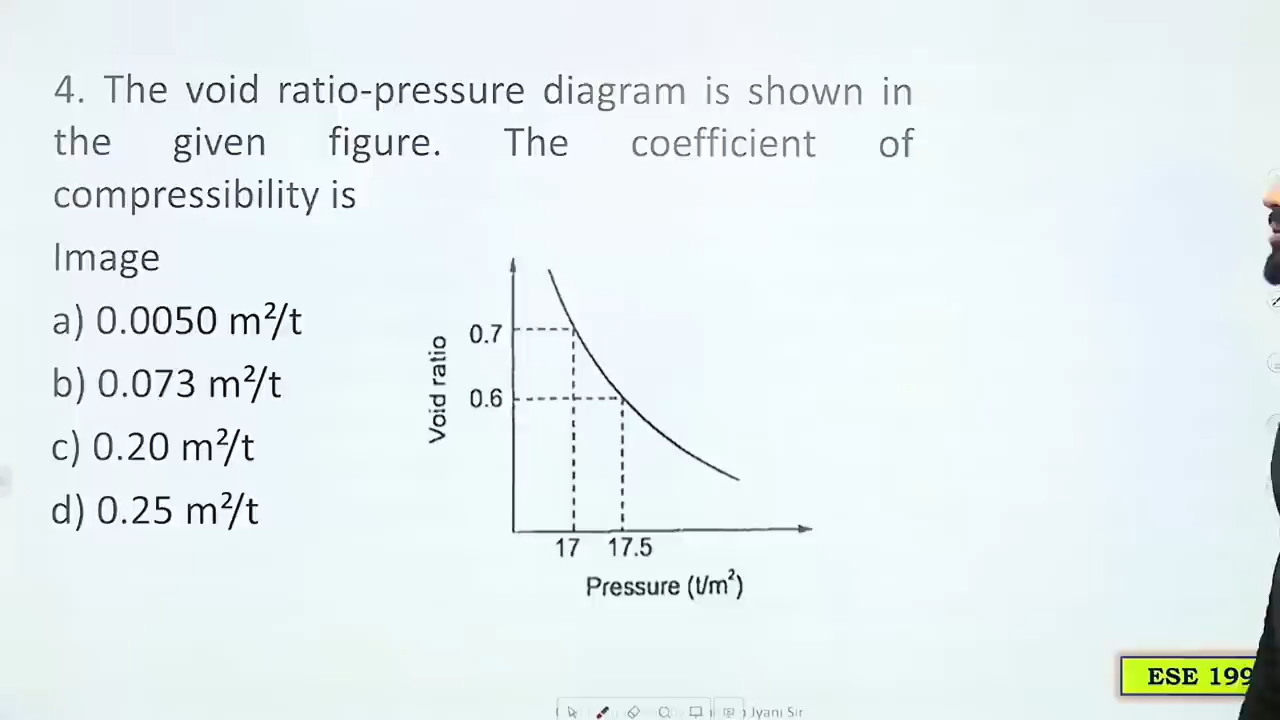 4. The void ratio-pressure diagram is shown in
the given figure. The coefficient of
compressibility is
Image
a) 0.0050 m²/t
b) 0.073 m²/t
c) 0.20 m²/t
d) 0.25 m²/t
Void ratio
0.7
0.6
17 17.5
Pressure (t/m²)
ESE 199
Jyani Sir